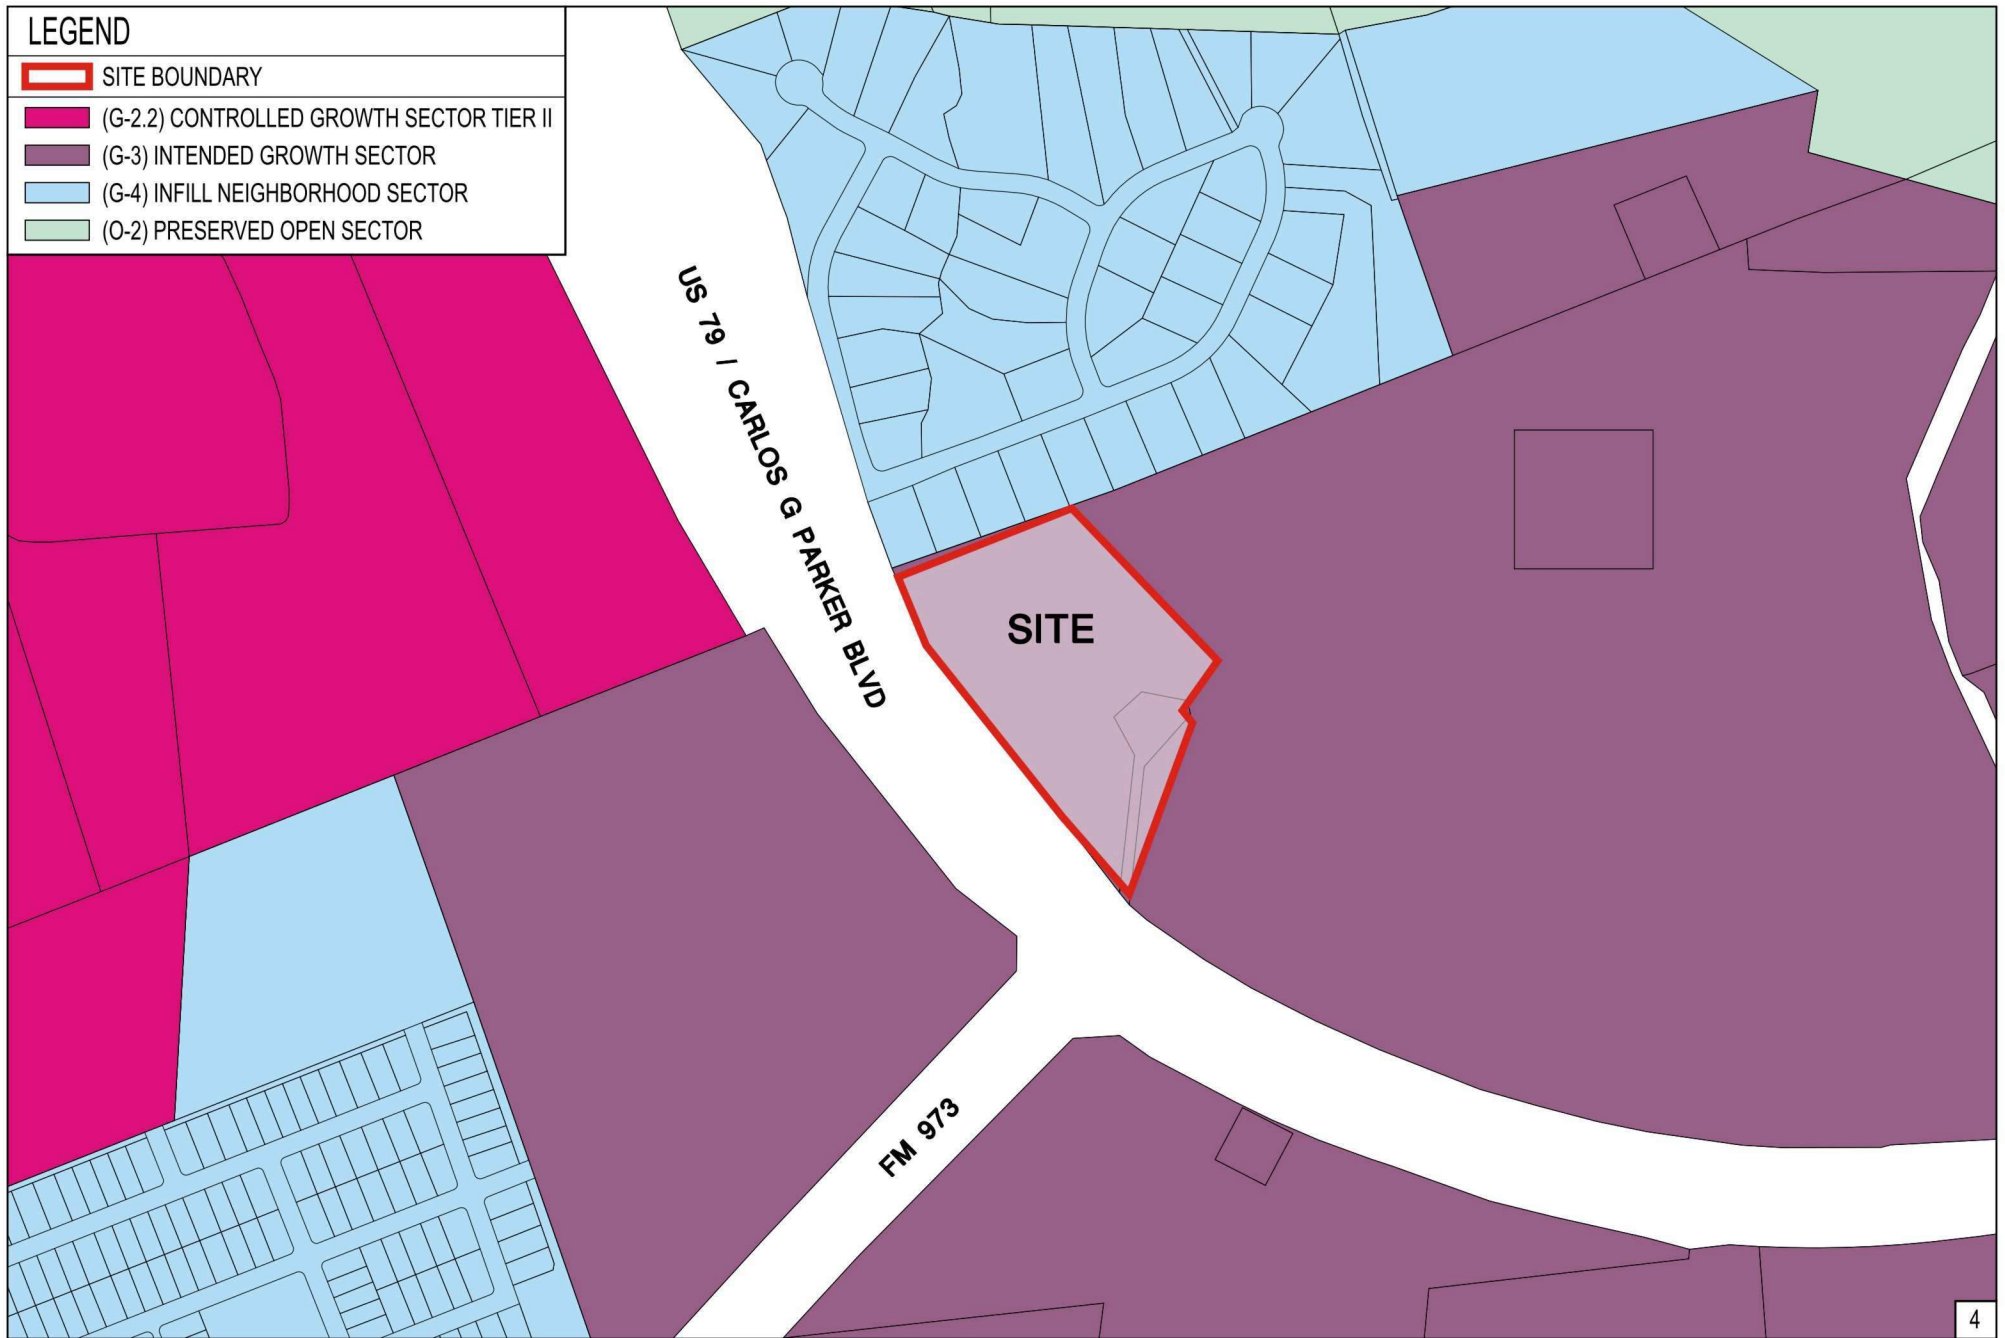 LEGEND
SITE BOUNDARY
(G-2.2) CONTROLLED GROWTH SECTOR TIER II
(G-3) INTENDED GROWTH SECTOR
(G-4) INFILL NEIGHBORHOOD SECTOR
(O-2) PRESERVED OPEN SECTOR
US 79 / CARLOS G PARKER BLVD
SITE
FM 973
4